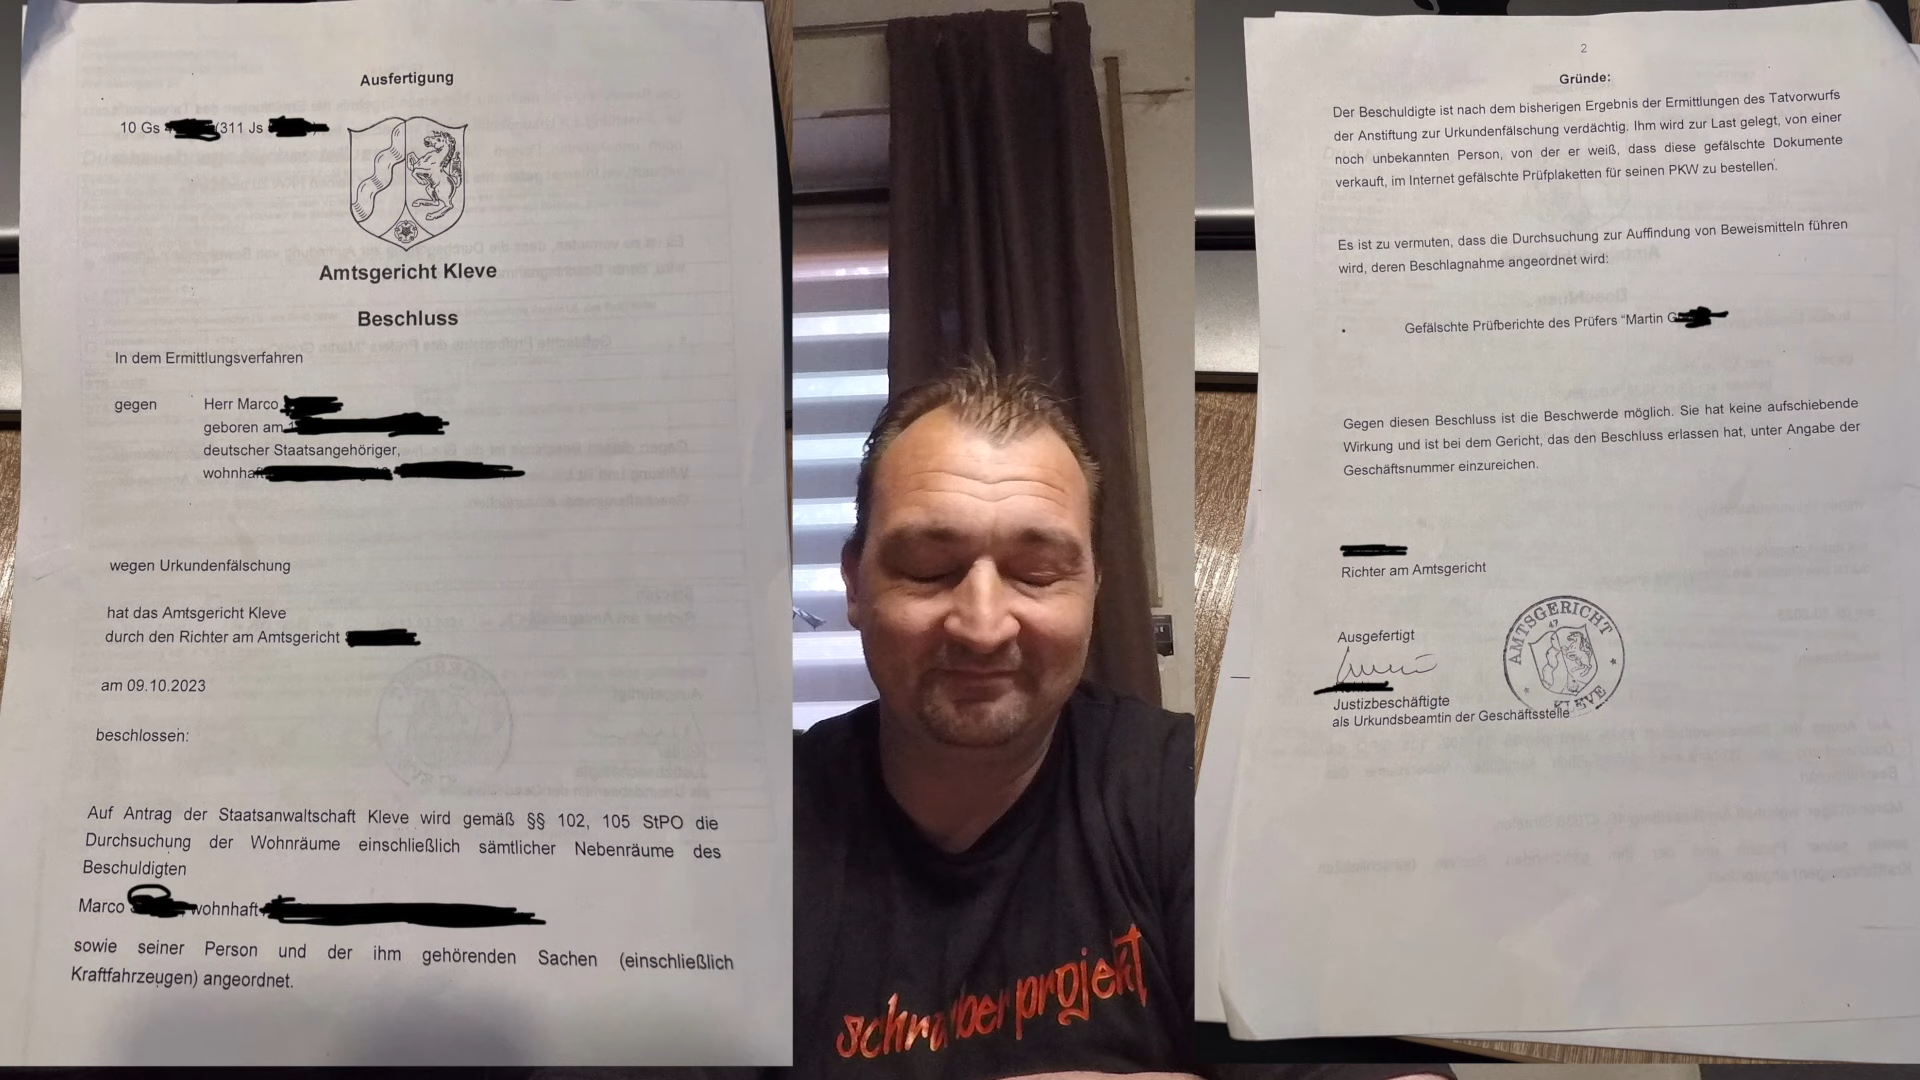 Ausfertigung
10 Gs (311 Js
Amtsgericht Kleve
Beschluss
In dem Ermittlungsverfahren
gegen Herr Marco
geboren am
deutscher Staatsangehöriger,
wohnhaft
wegen Urkundenfälschung
hat das Amtsgericht Kleve
durch den Richter am Amtsgericht
am 09.10.2023
beschlossen:
Auf Antrag der Staatsanwaltschaft Kleve wird gemäß §§ 102, 105 StPO die
Durchsuchung der Wohnräume einschließlich sämtlicher Nebenräume des
Beschuldigten
Marco wohnhaft
sowie seiner Person und der ihm gehörenden Sachen (einschließlich
Kraftfahrzeugen) angeordnet.
schrauberprojekt
2
Gründe:
Der Beschuldigte ist nach dem bisherigen Ergebnis der Ermittlungen des Tatvorwurfs
der Anstiftung zur Urkundenfälschung verdächtig. Ihm wird zur Last gelegt, von einer
noch unbekannten Person, von der er weiß, dass diese gefälschte Dokumente
verkauft, im Internet gefälschte Prüfplaketten für seinen PKW zu bestellen.
Es ist zu vermuten, dass die Durchsuchung zur Auffindung von Beweismitteln führen
wird, deren Beschlagnahme angeordnet wird:
• Gefälschte Prüfberichte des Prüfers "Martin G
Gegen diesen Beschluss ist die Beschwerde möglich. Sie hat keine aufschiebende
Wirkung und ist bei dem Gericht, das den Beschluss erlassen hat, unter Angabe der
Geschäftsnummer einzureichen.
Richter am Amtsgericht
Ausgefertigt
AMTSGERICHT
47
KLEVE
Justizbeschäftigte
als Urkundsbeamtin der Geschäftsstelle